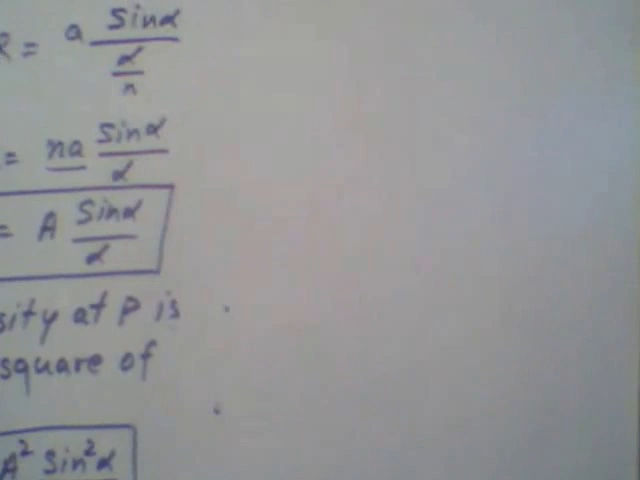 R = a sinα
α
n
= na sinα
α
= A sinα
α
sity at P is
square of
A² sin²α